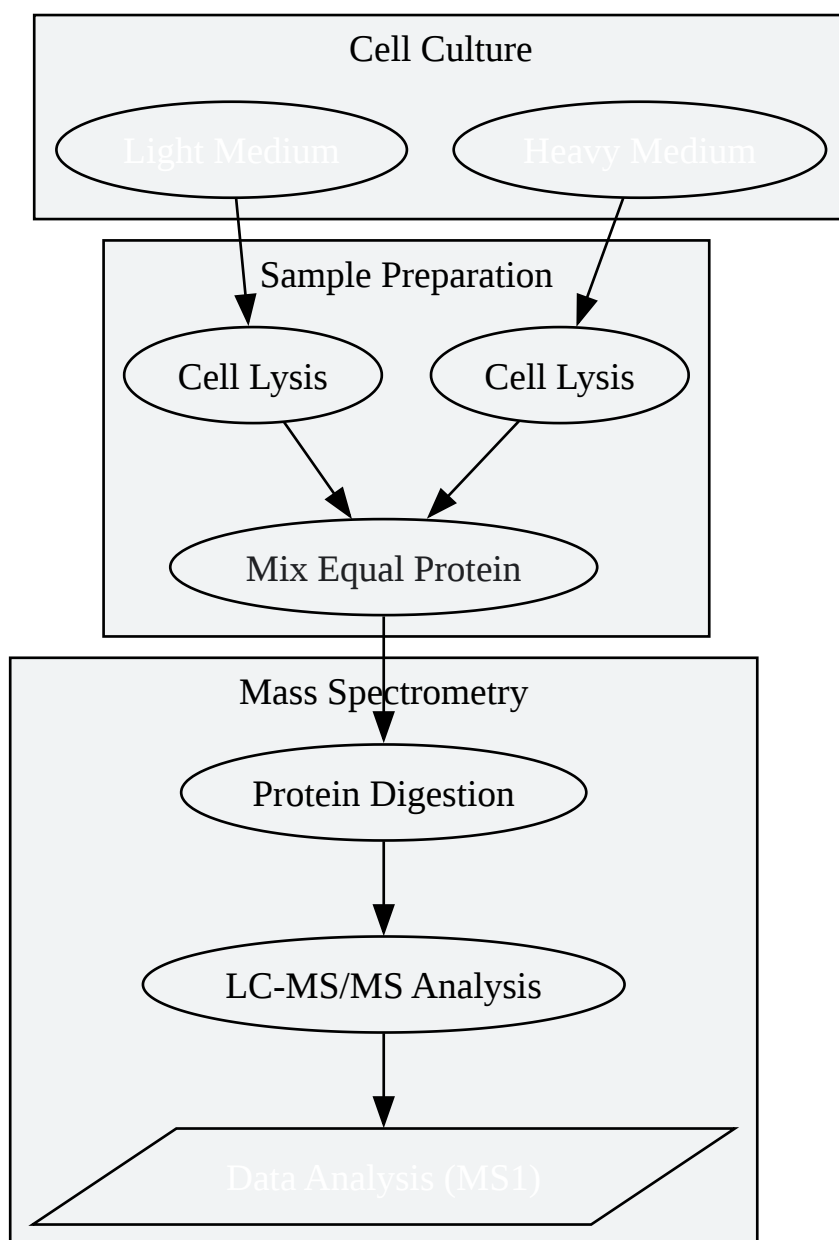 Cell Culture
Light Medium
Heavy Medium
Sample Preparation
Cell Lysis
Cell Lysis
Mix Equal Protein
Mass Spectrometry
Protein Digestion
LC-MS/MS Analysis
Data Analysis (MS1)